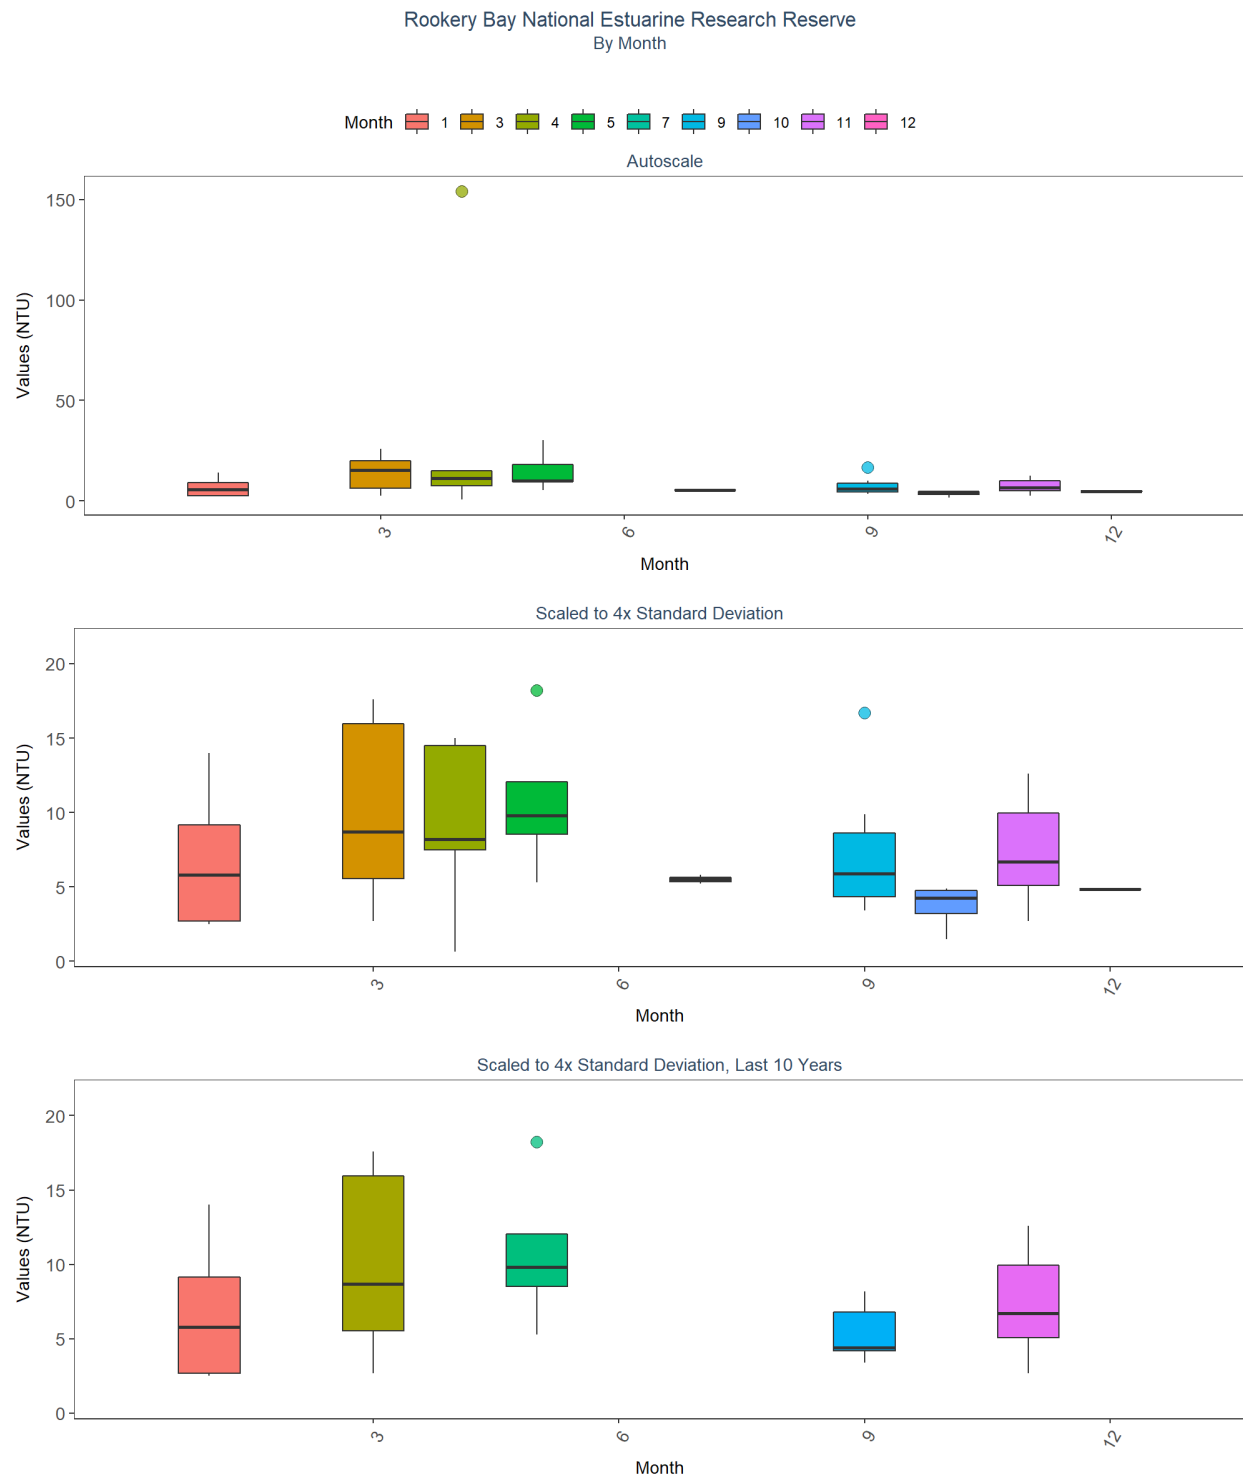 Rookery Bay National Estuarine Research Reserve
By Month
Month 1 3 4 5 7 9 10 11 12
Autoscale
150
100
50
0
Values (NTU)
3 6 9 12
Month
Scaled to 4x Standard Deviation
20
15
10
5
0
Values (NTU)
3 6 9 12
Month
Scaled to 4x Standard Deviation, Last 10 Years
20
15
10
5
0
Values (NTU)
3 6 9 12
Month